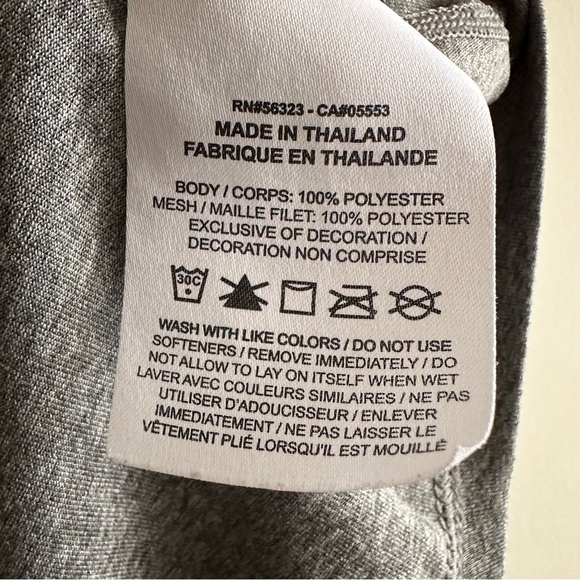 RN#56323 - CA#05553
MADE IN THAILAND
FABRIQUE EN THAILANDE
BODY / CORPS: 100% POLYESTER
MESH / MAILLE FILET: 100% POLYESTER
EXCLUSIVE OF DECORATION /
DECORATION NON COMPRISE
30C
WASH WITH LIKE COLORS / DO NOT USE
SOFTENERS / REMOVE IMMEDIATELY / DO
NOT ALLOW TO LAY ON ITSELF WHEN WET
LAVER AVEC COULEURS SIMILAIRES / NE PAS
UTILISER D'ADOUCISSEUR / ENLEVER
IMMEDIATEMENT / NE PAS LAISSER LE
VÊTEMENT PLIÉ LORSQU'IL EST MOUILLÉ